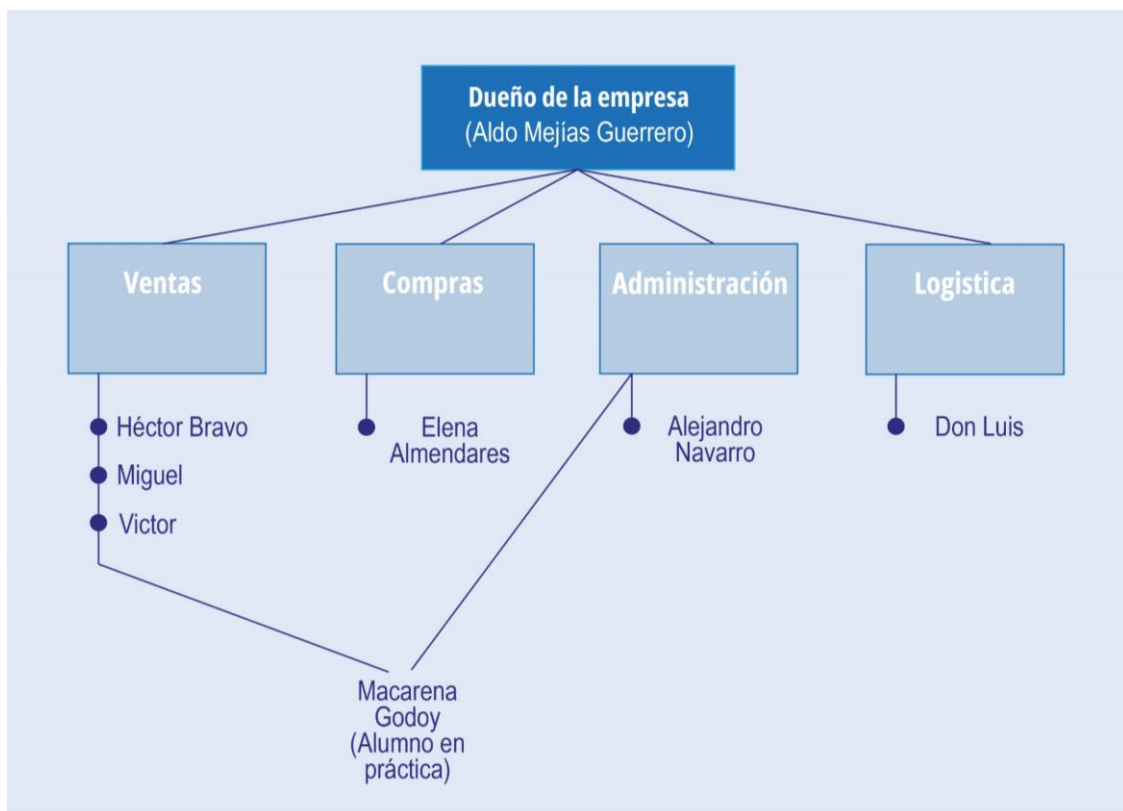 Dueño de la empresa
(Aldo Mejías Guerrero)
Ventas
Compras
Administración
Logistica
Héctor Bravo
Miguel
Victor
Elena
Almendares
Alejandro
Navarro
Don Luis
Macarena
Godoy
(Alumno en
práctica)